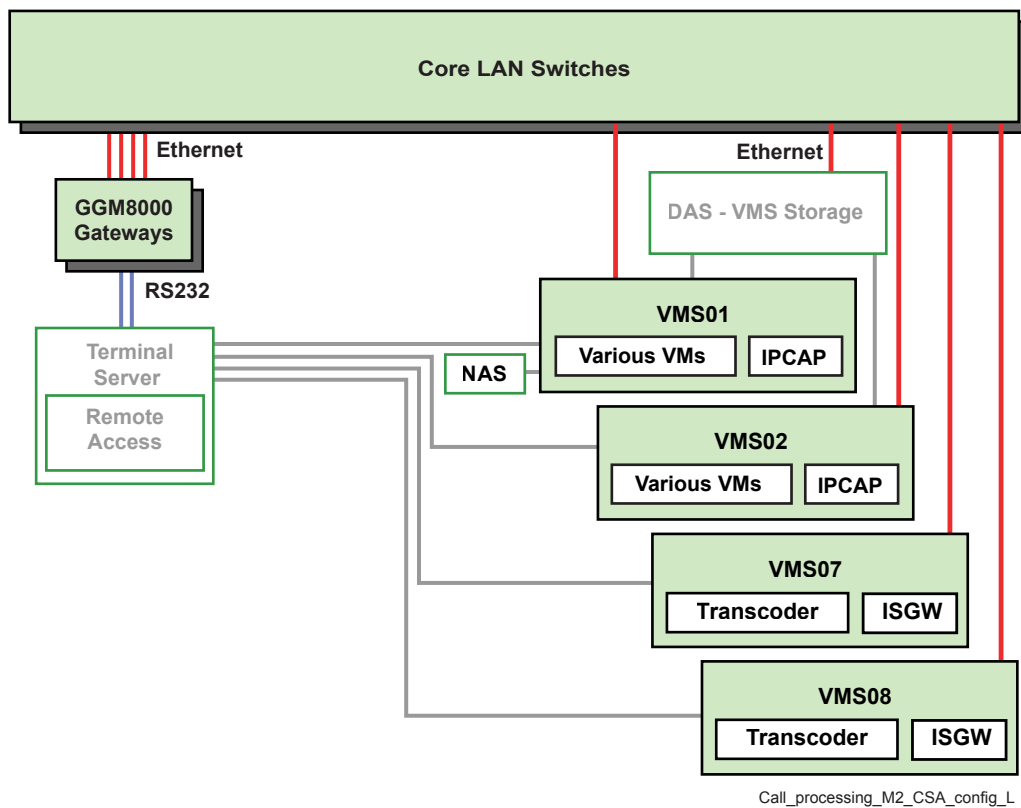 Core LAN Switches
Ethernet
Ethernet
GGM8000
Gateways
DAS - VMS Storage
RS232
VMS01
Various VMs
IPCAP
Terminal
Server
NAS
Remote
Access
VMS02
Various VMs
IPCAP
VMS07
Transcoder
ISGW
VMS08
Transcoder
ISGW
Call_processing_M2_CSA_config_L